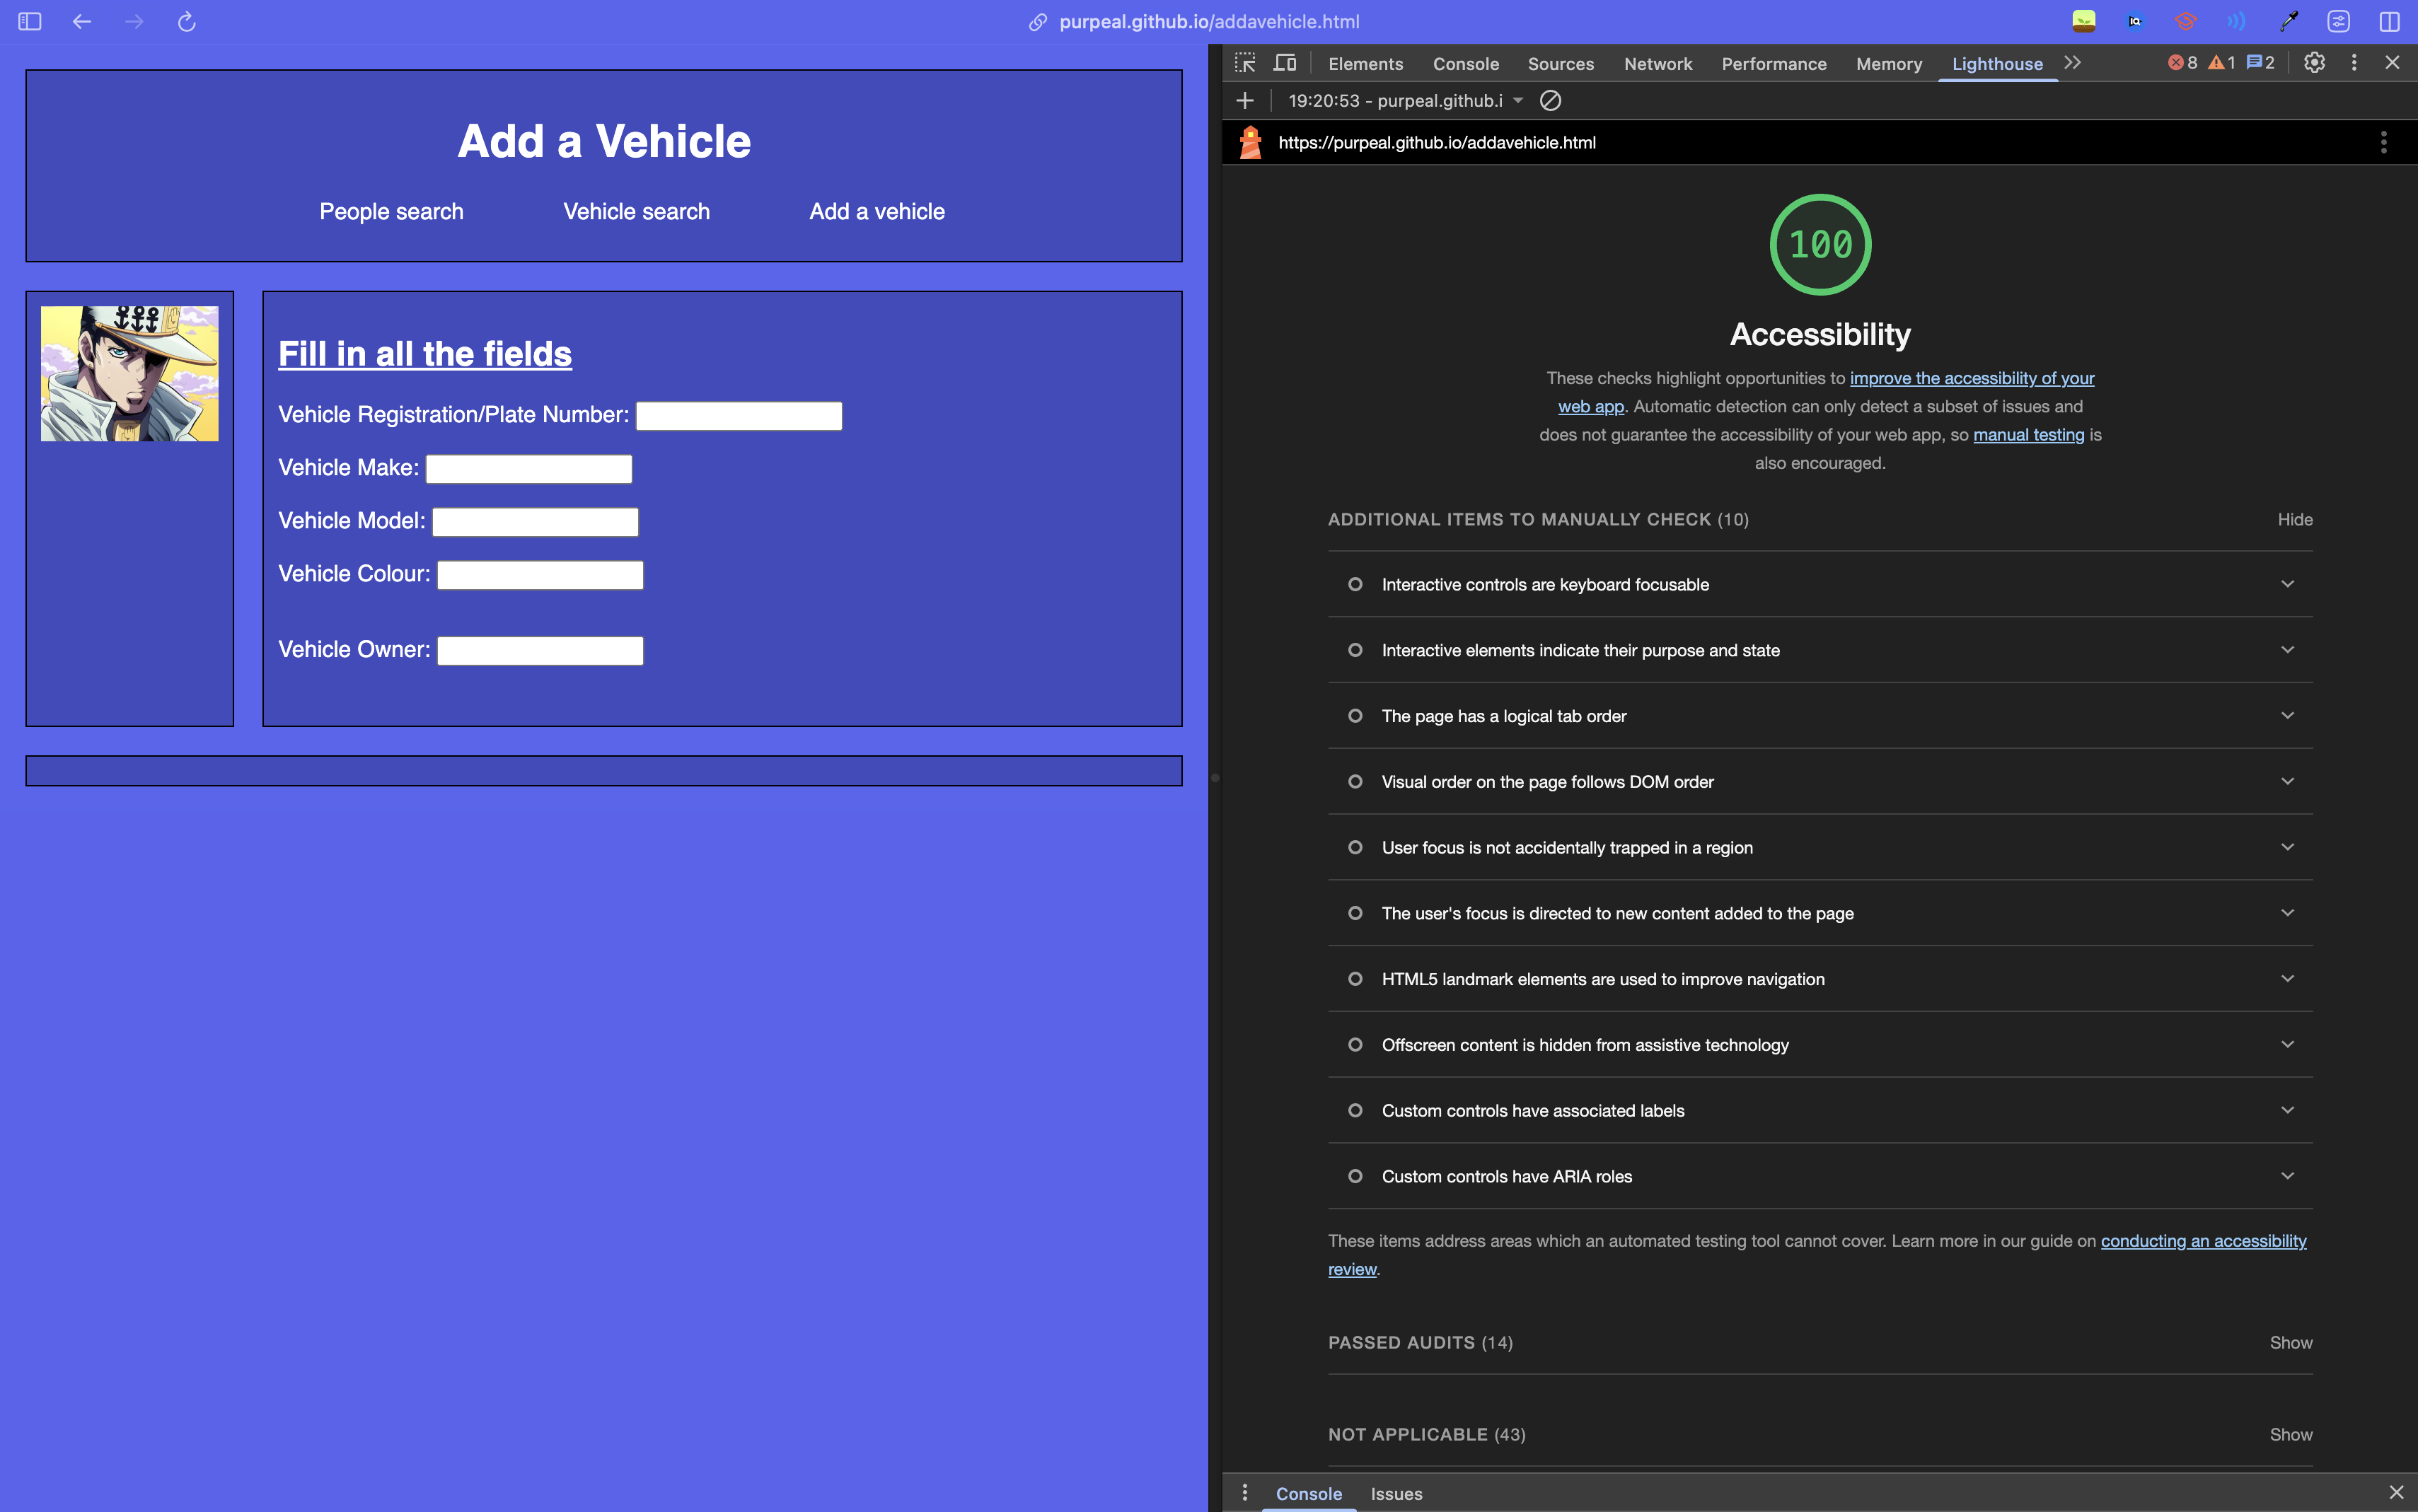 purpeal.github.io/addavehicle.html
IQ
Add a Vehicle
People search Vehicle search Add a vehicle
Fill in all the fields
Vehicle Registration/Plate Number:
Vehicle Make:
Vehicle Model:
Vehicle Colour:
Vehicle Owner:
Elements Console Sources Network Performance Memory Lighthouse 8 1 2
19:20:53 - purpeal.github.i
https://purpeal.github.io/addavehicle.html
100
Accessibility
These checks highlight opportunities to improve the accessibility of your
web app. Automatic detection can only detect a subset of issues and
does not guarantee the accessibility of your web app, so manual testing is
also encouraged.
ADDITIONAL ITEMS TO MANUALLY CHECK (10) Hide
Interactive controls are keyboard focusable
Interactive elements indicate their purpose and state
The page has a logical tab order
Visual order on the page follows DOM order
User focus is not accidentally trapped in a region
The user's focus is directed to new content added to the page
HTML5 landmark elements are used to improve navigation
Offscreen content is hidden from assistive technology
Custom controls have associated labels
Custom controls have ARIA roles
These items address areas which an automated testing tool cannot cover. Learn more in our guide on conducting an accessibility
review.
PASSED AUDITS (14) Show
NOT APPLICABLE (43) Show
Console Issues